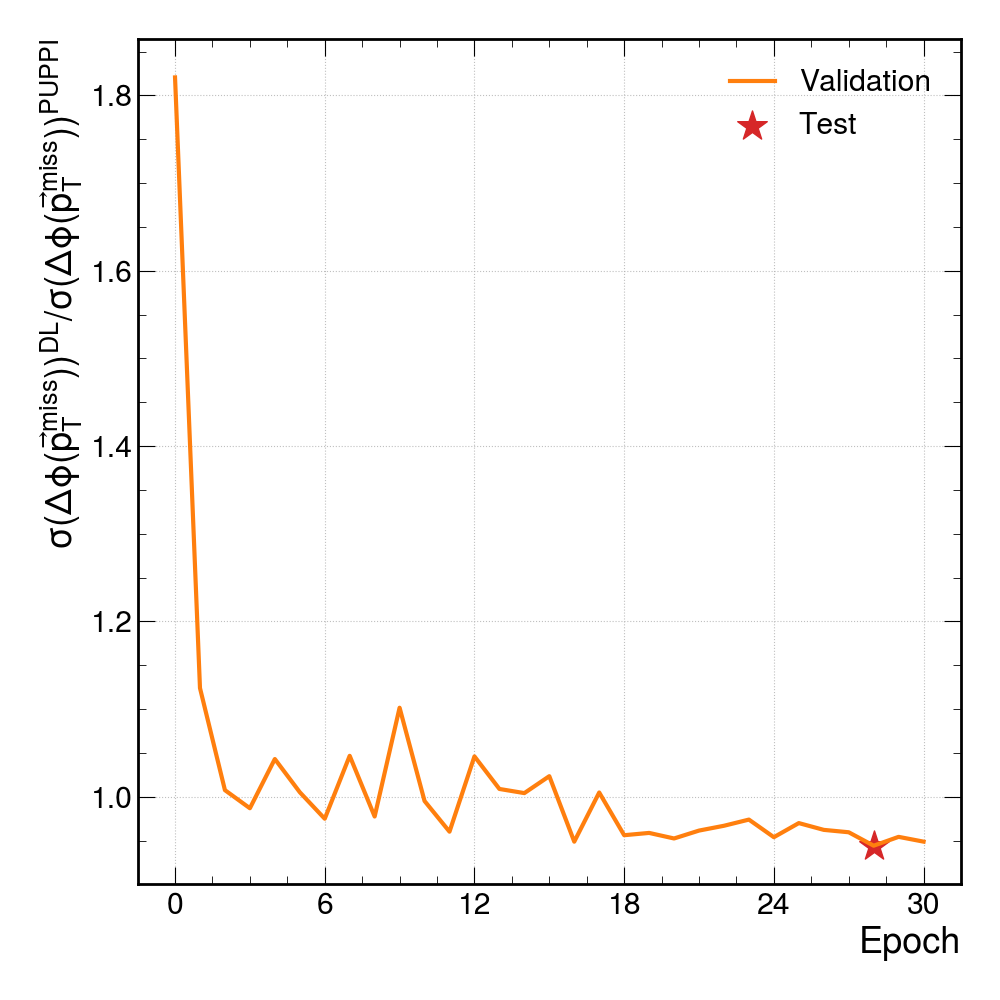 σ(Δϕ(p⃗_T^miss))^DL/σ(Δϕ(p⃗_T^miss))^PUPPI
Validation
Test
1.8
1.6
1.4
1.2
1.0
0 6 12 18 24 30
Epoch